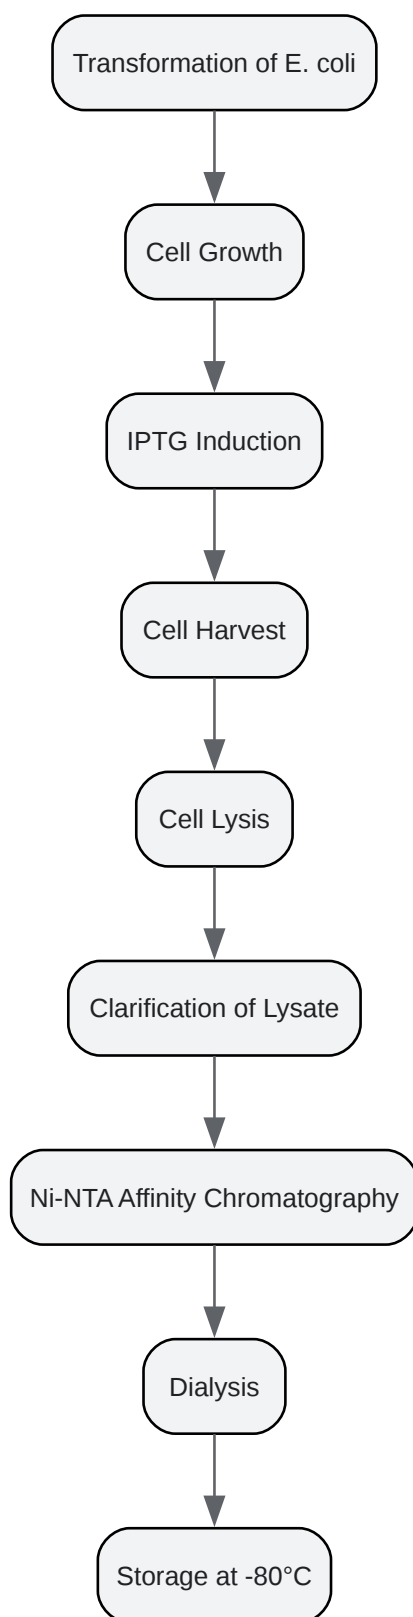 Transformation of E. coli
Cell Growth
IPTG Induction
Cell Harvest
Cell Lysis
Clarification of Lysate
Ni-NTA Affinity Chromatography
Dialysis
Storage at -80°C